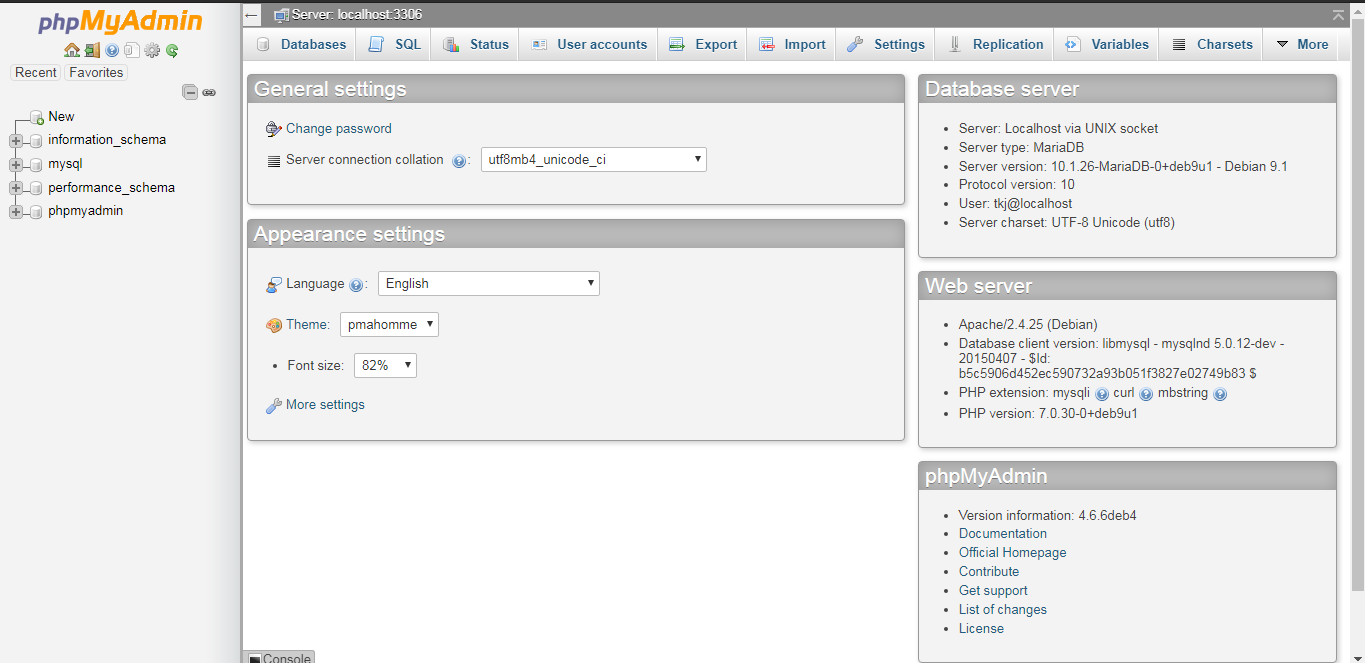 phpMyAdmin
Recent Favorites
New
information_schema
mysql
performance_schema
phpmyadmin
Server: localhost:3306
Databases SQL Status User accounts Export Import Settings Replication Variables Charsets More
General settings
Change password
Server connection collation : utf8mb4_unicode_ci
Appearance settings
Language : English
Theme: pmahomme
Font size: 82%
More settings
Database server
Server: Localhost via UNIX socket
Server type: MariaDB
Server version: 10.1.26-MariaDB-0+deb9u1 - Debian 9.1
Protocol version: 10
User: tkj@localhost
Server charset: UTF-8 Unicode (utf8)
Web server
Apache/2.4.25 (Debian)
Database client version: libmysql - mysqlnd 5.0.12-dev -
20150407 - $Id:
b5c5906d452ec590732a93b051f3827e02749b83 $
PHP extension: mysqli curl mbstring
PHP version: 7.0.30-0+deb9u1
phpMyAdmin
Version information: 4.6.6deb4
Documentation
Official Homepage
Contribute
Get support
List of changes
License
Console